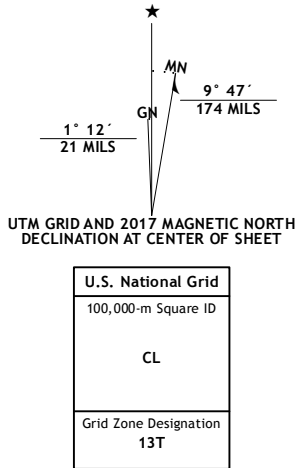 ★
MN
GN
9° 47´
174 MILS
1° 12´
21 MILS
UTM GRID AND 2017 MAGNETIC NORTH
DECLINATION AT CENTER OF SHEET
U.S. National Grid
100,000-m Square ID
CL
Grid Zone Designation
13T